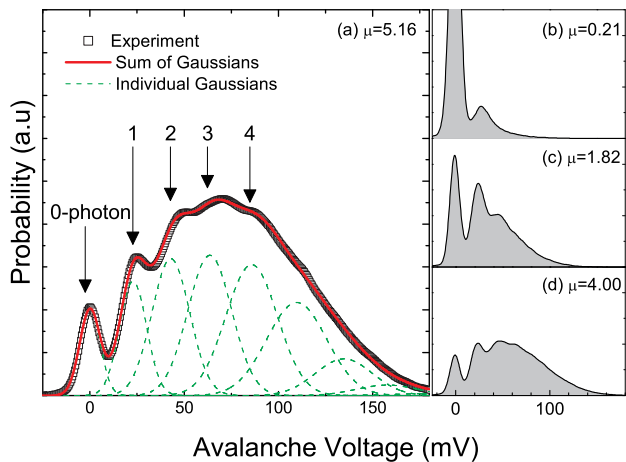 (a) μ=5.16
Experiment
Sum of Gaussians
Individual Gaussians
1 2 3 4
0-photon
Probability (a.u)
0 50 100 150
(b) μ=0.21
(c) μ=1.82
(d) μ=4.00
0 100
Avalanche Voltage (mV)